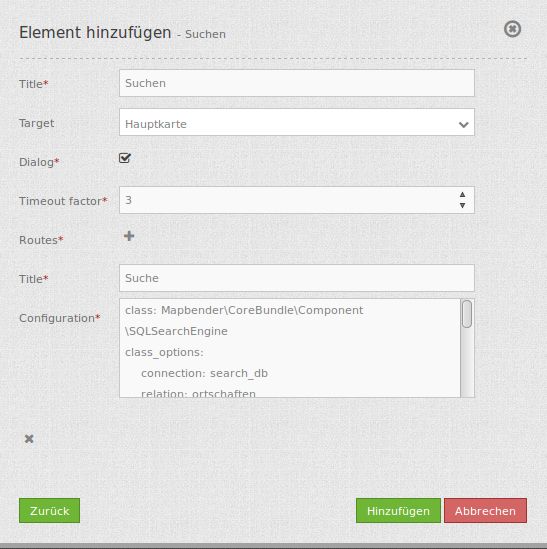 Element hinzufügen - Suchen
Title* Suchen
Target Hauptkarte
Dialog*
Timeout factor* 3
Routes*
Title* Suche
Configuration* class: Mapbender\CoreBundle\Component
\SQLSearchEngine
class_options:
connection: search_db
relation: ortschaften
Zurück Hinzufügen Abbrechen